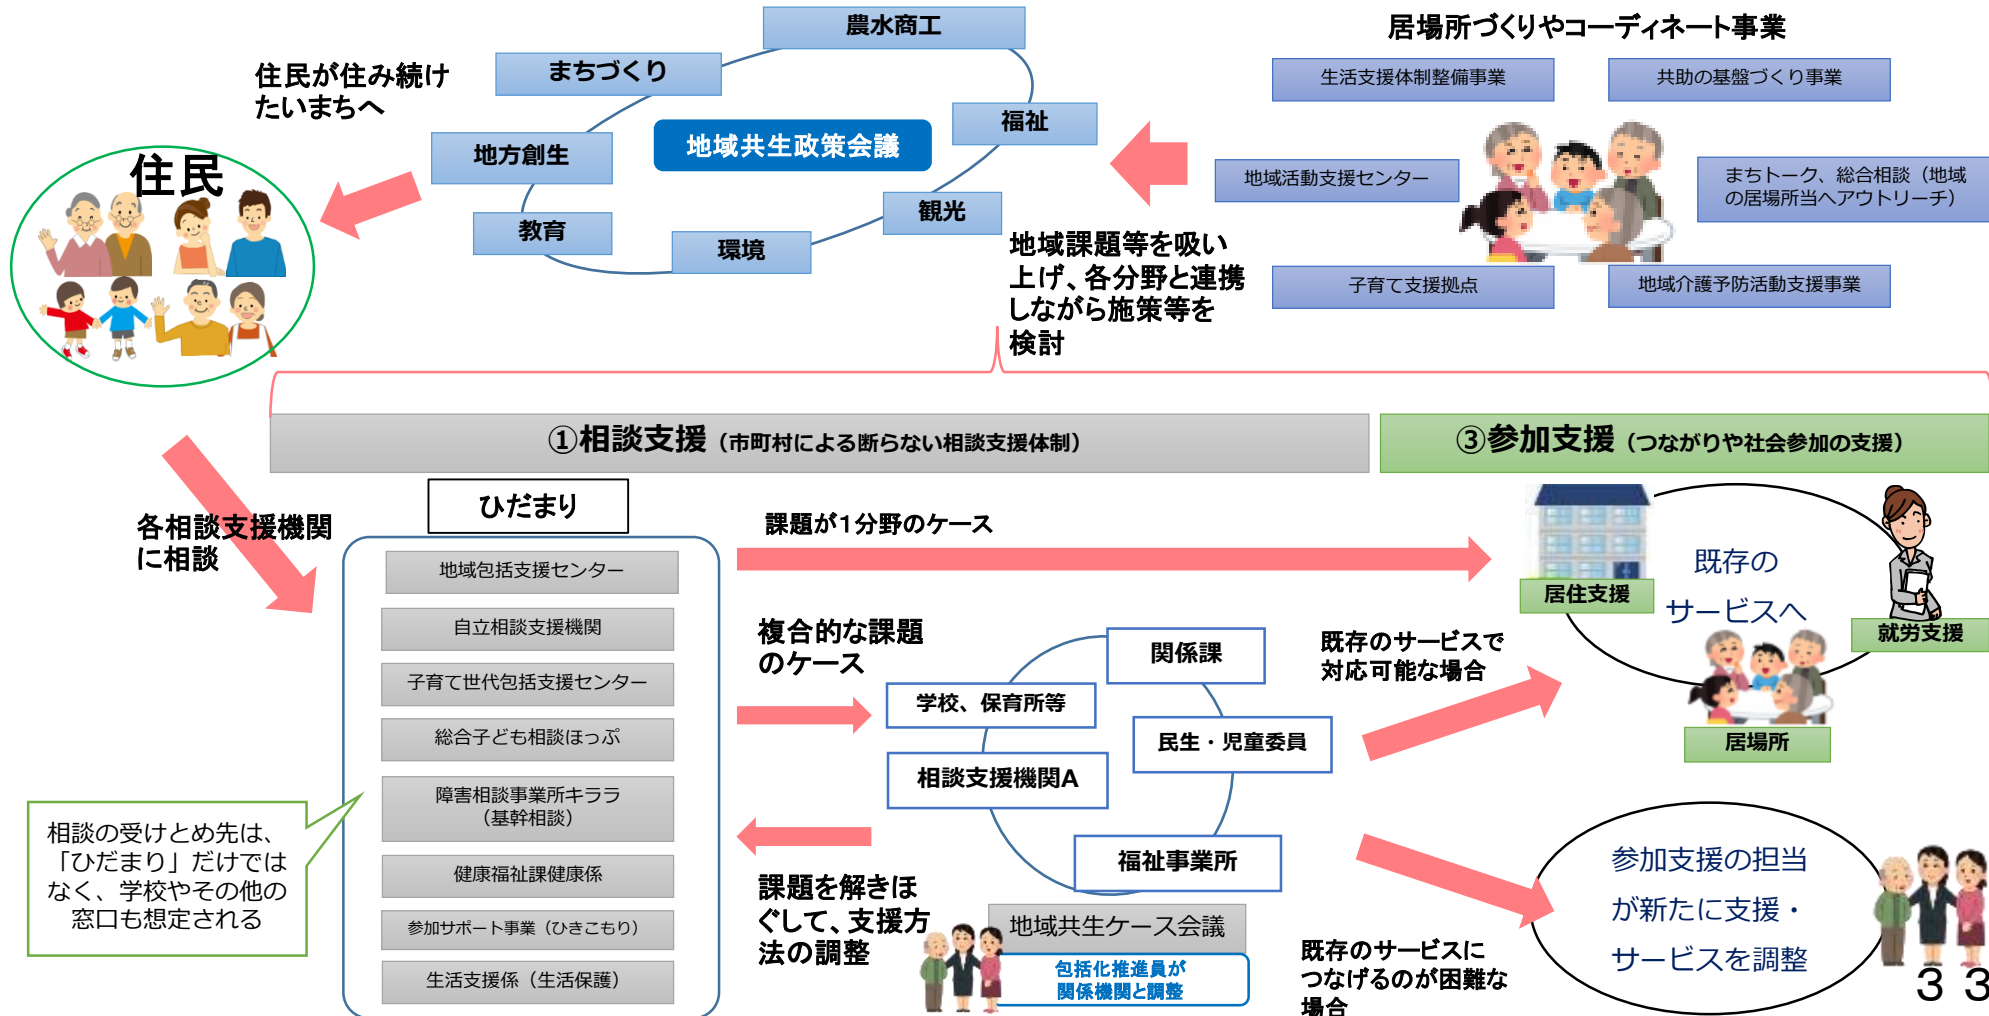 農水商工
まちづくり
福祉
地域共生政策会議
地方創生
観光
教育
環境
住民が住み続け
たいまちへ
住民
居場所づくりやコーディネート事業
生活支援体制整備事業
共助の基盤づくり事業
地域活動支援センター
まちトーク、総合相談（地域
の居場所当へアウトリーチ）
子育て支援拠点
地域介護予防活動支援事業
地域課題等を吸い
上げ、各分野と連携
しながら施策等を
検討
①相談支援（市町村による断らない相談支援体制）
③参加支援（つながりや社会参加の支援）
各相談支援機関
に相談
ひだまり
地域包括支援センター
自立相談支援機関
子育て世代包括支援センター
総合子ども相談ほっぷ
障害相談事業所キララ
（基幹相談）
健康福祉課健康係
参加サポート事業（ひきこもり）
生活支援係（生活保護）
相談の受けとめ先は、
「ひだまり」だけでは
なく、学校やその他の
窓口も想定される
課題が1分野のケース
複合的な課題
のケース
関係課
学校、保育所等
民生・児童委員
相談支援機関A
福祉事業所
課題を解きほ
ぐして、支援方
法の調整
地域共生ケース会議
包括化推進員が
関係機関と調整
既存のサービスで
対応可能な場合
既存の
サービスへ
居住支援
就労支援
居場所
既存のサービスに
つなげるのが困難な
場合
参加支援の担当
が新たに支援・
サービスを調整
３３